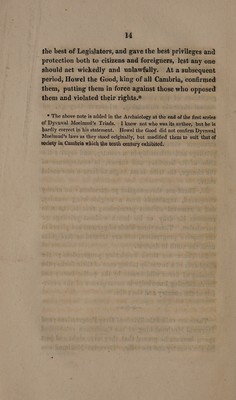 14
the best of Legislators, and gave the best privileges and
protection both to citizens and foreigners, lest any one
should act wickedly and unlawfully. At a subsequent
period, Howel the Good, king of all Cambria, confirmed
them, putting them in force against those who opposed
them and violated their rights.*
* The above note is added in the Archaiology at the end of the first series
of Dyvnwal Moelmud's Triads. I know not who was its author, but he is
hardly correct in his statement. Howel the Good did not confirm Dyvnwal
Moelmud's laws as they stood originally, but modified them to suit that of
society in Cambria which the tenth century exhibited.